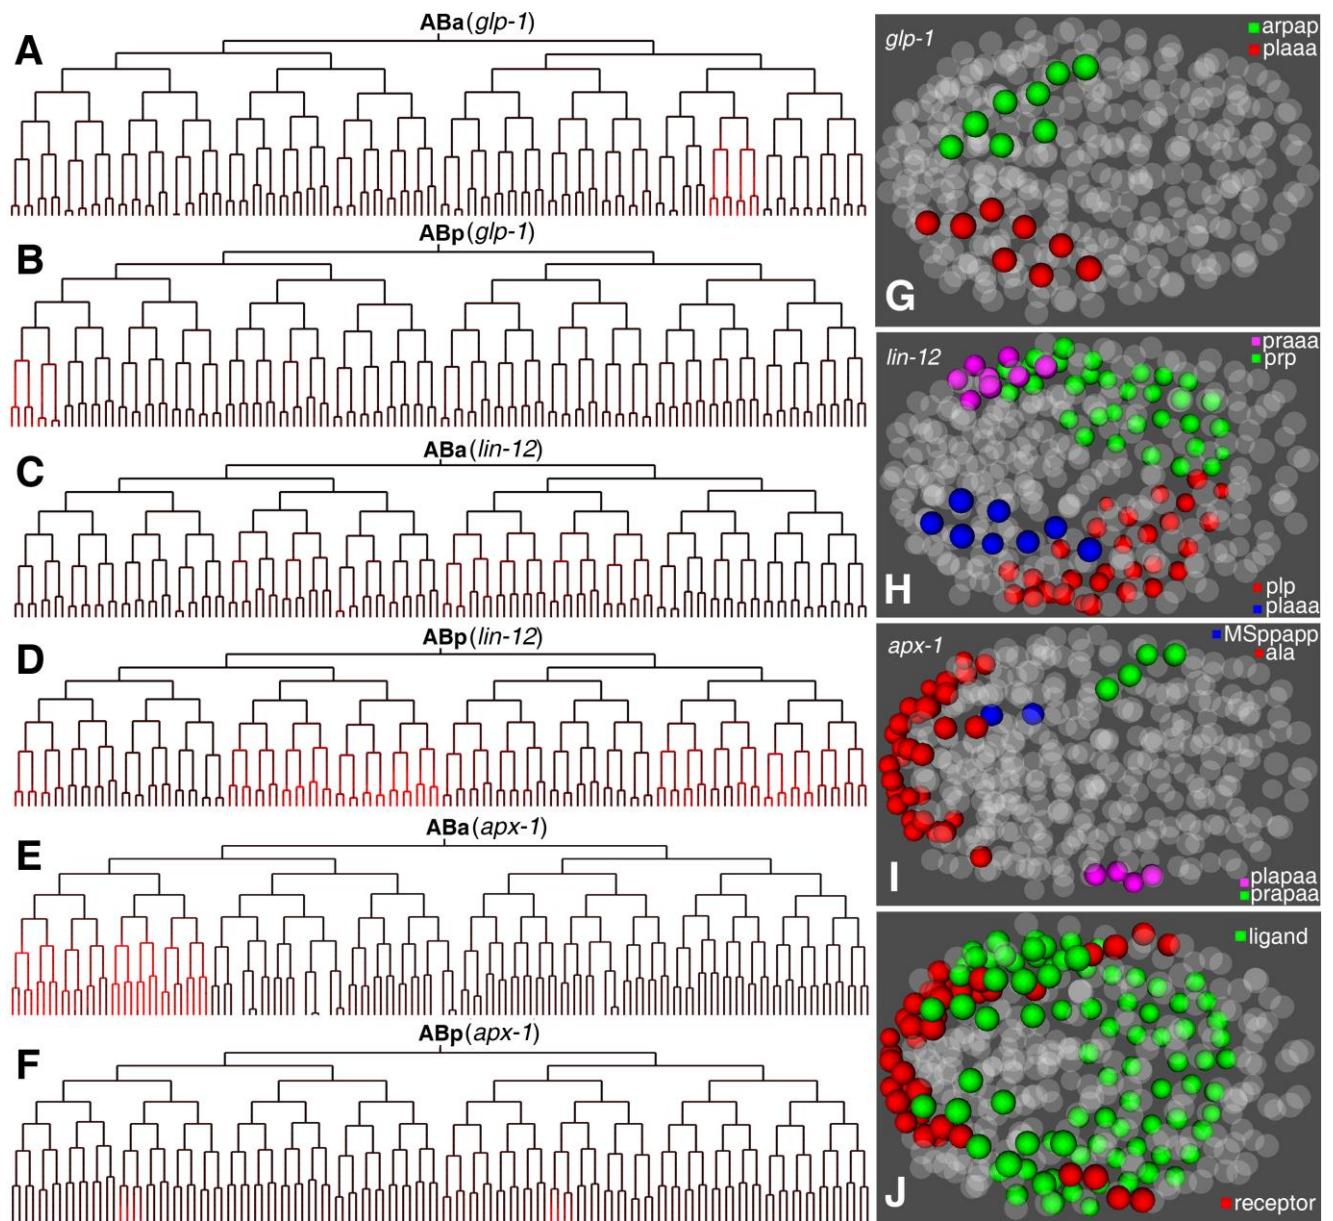 A
ABa(glp-1)
B
ABp(glp-1)
C
ABa(lin-12)
D
ABp(lin-12)
E
ABa(apx-1)
F
ABp(apx-1)
glp-1
arpap
plaaa
G
lin-12
praaa
prp
H
plp
plaaa
apx-1
MSppapp
ala
I
plapaa
prapaa
ligand
J
receptor